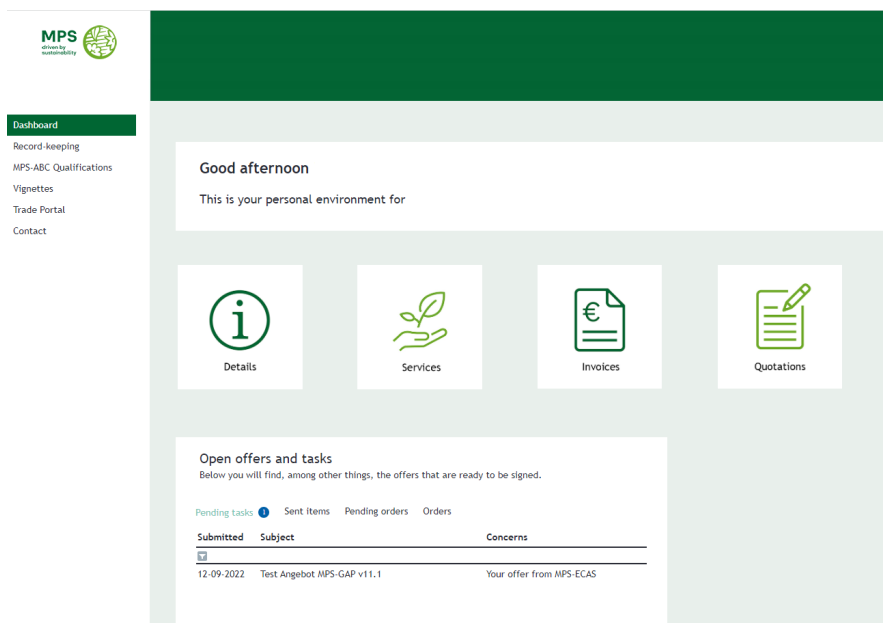 MPS
driven by
sustainability
Dashboard
Record-keeping
MPS-ABC Qualifications
Vignettes
Trade Portal
Contact
Good afternoon
This is your personal environment for
Details
Services
€
Invoices
Quotations
Open offers and tasks
Below you will find, among other things, the offers that are ready to be signed.
Pending tasks 1 Sent items Pending orders Orders
Submitted Subject Concerns
12-09-2022 Test Angebot MPS-GAP v11.1 Your offer from MPS-ECAS